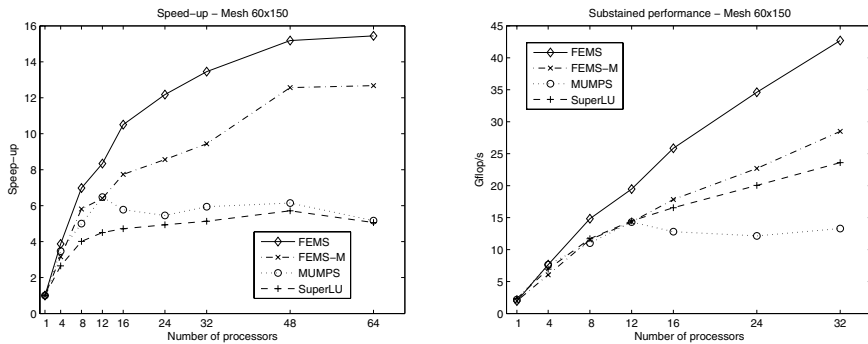 Speed-up - Mesh 60x150
16
14
12
10
8
6
4
2
0
Speep-up
1 4 8 12 16 24 32 48 64
Number of processors
FEMS
FEMS-M
MUMPS
SuperLU
Substained performance - Mesh 60x150
45
40
35
30
25
20
15
10
5
0
Gflop/s
1 4 8 12 16 24 32
Number of processors
FEMS
FEMS-M
MUMPS
SuperLU